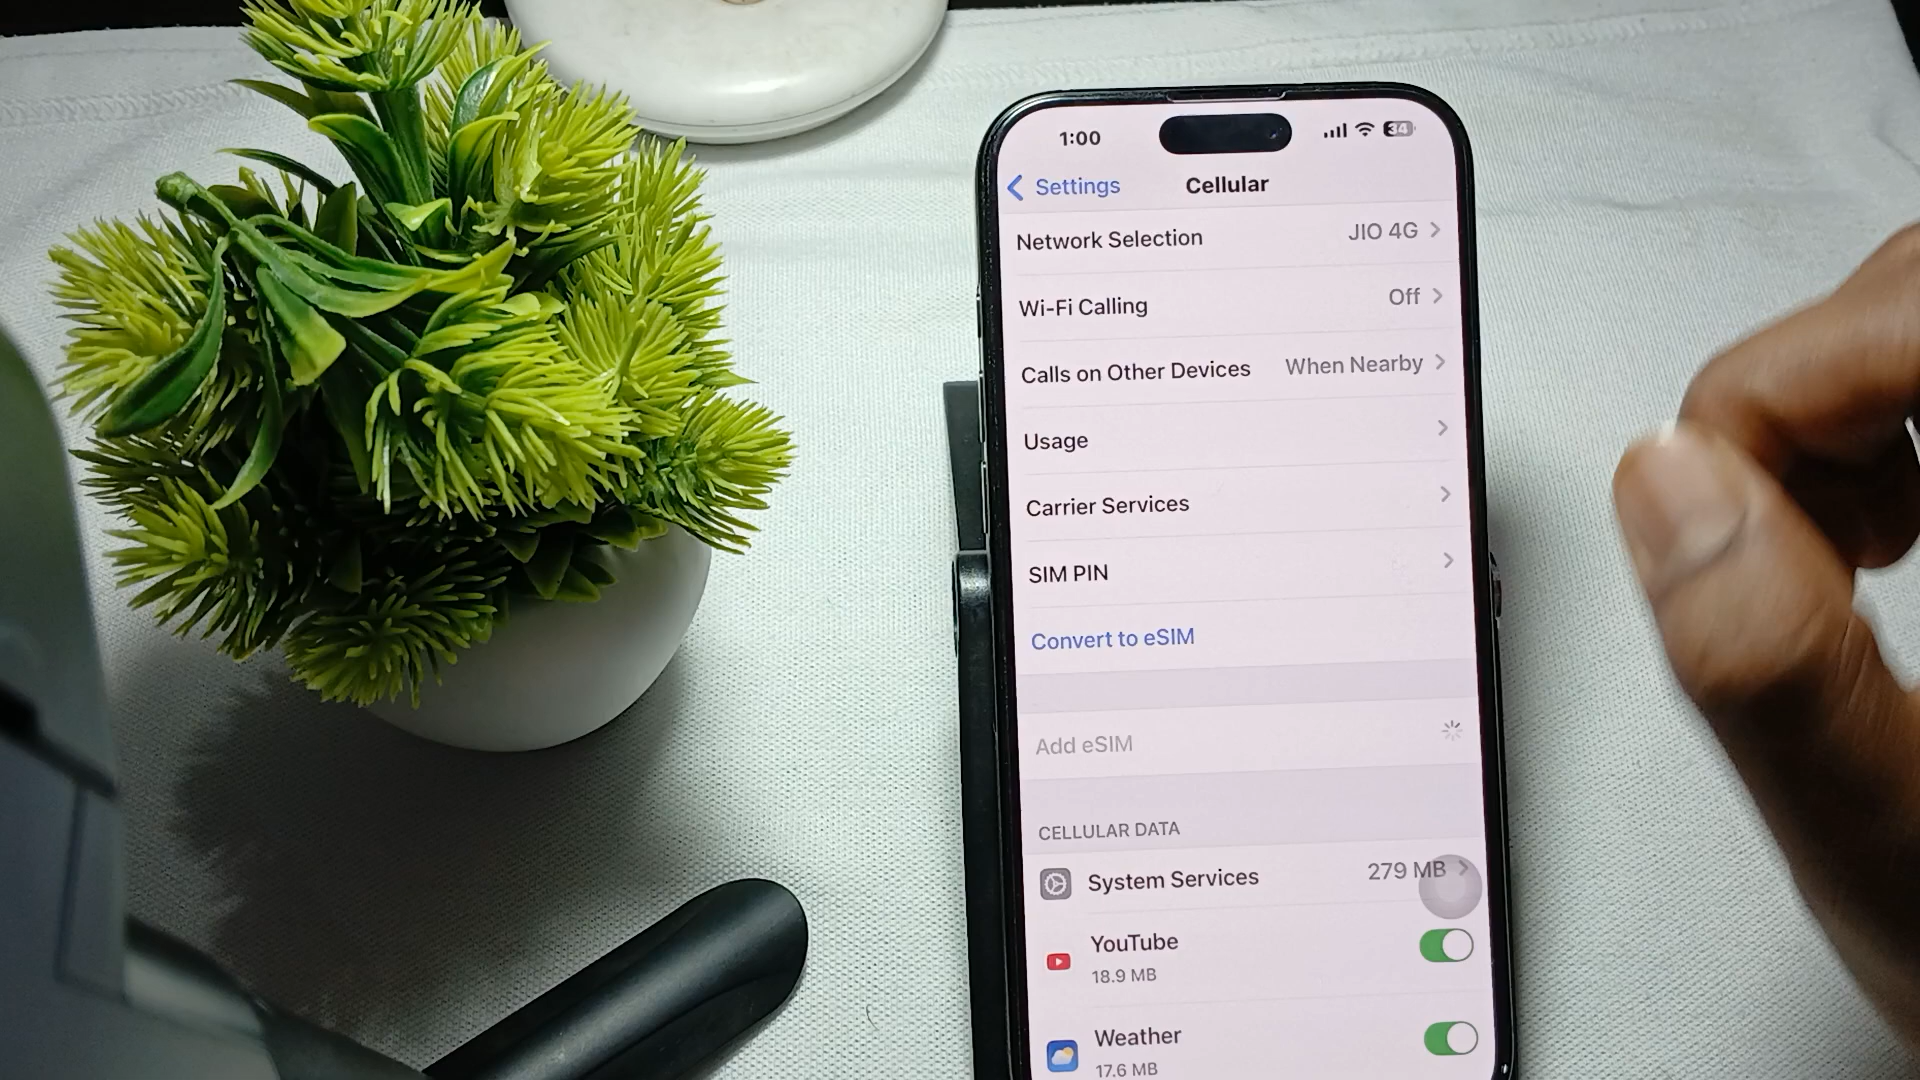 1:00
34
Settings
Cellular
Network Selection JIO 4G
Wi-Fi Calling Off
Calls on Other Devices When Nearby
Usage
Carrier Services
SIM PIN
Convert to eSIM
Add eSIM
CELLULAR DATA
System Services 279 MB
YouTube
18.9 MB
Weather
17.6 MB